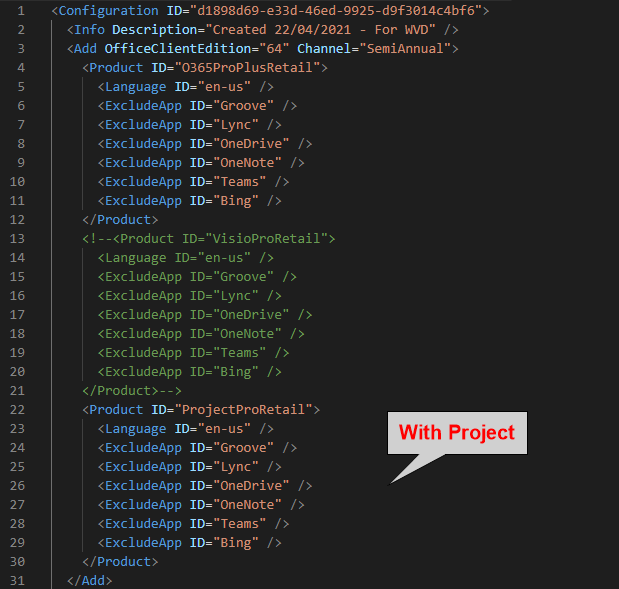 1 <Configuration ID="d1898d69-e33d-46ed-9925-d9f3014c4bf6">
2 <Info Description="Created 22/04/2021 - For WVD" />
3 <Add OfficeClientEdition="64" Channel="SemiAnnual">
4 <Product ID="O365ProPlusRetail">
5 <Language ID="en-us" />
6 <ExcludeApp ID="Groove" />
7 <ExcludeApp ID="Lync" />
8 <ExcludeApp ID="OneDrive" />
9 <ExcludeApp ID="OneNote" />
10 <ExcludeApp ID="Teams" />
11 <ExcludeApp ID="Bing" />
12 </Product>
13 <!--<Product ID="VisioProRetail">
14 <Language ID="en-us" />
15 <ExcludeApp ID="Groove" />
16 <ExcludeApp ID="Lync" />
17 <ExcludeApp ID="OneDrive" />
18 <ExcludeApp ID="OneNote" />
19 <ExcludeApp ID="Teams" />
20 <ExcludeApp ID="Bing" />
21 </Product>-->
22 <Product ID="ProjectProRetail">
23 <Language ID="en-us" />
With Project
24 <ExcludeApp ID="Groove" />
25 <ExcludeApp ID="Lync" />
26 <ExcludeApp ID="OneDrive" />
27 <ExcludeApp ID="OneNote" />
28 <ExcludeApp ID="Teams" />
29 <ExcludeApp ID="Bing" />
30 </Product>
31 </Add>